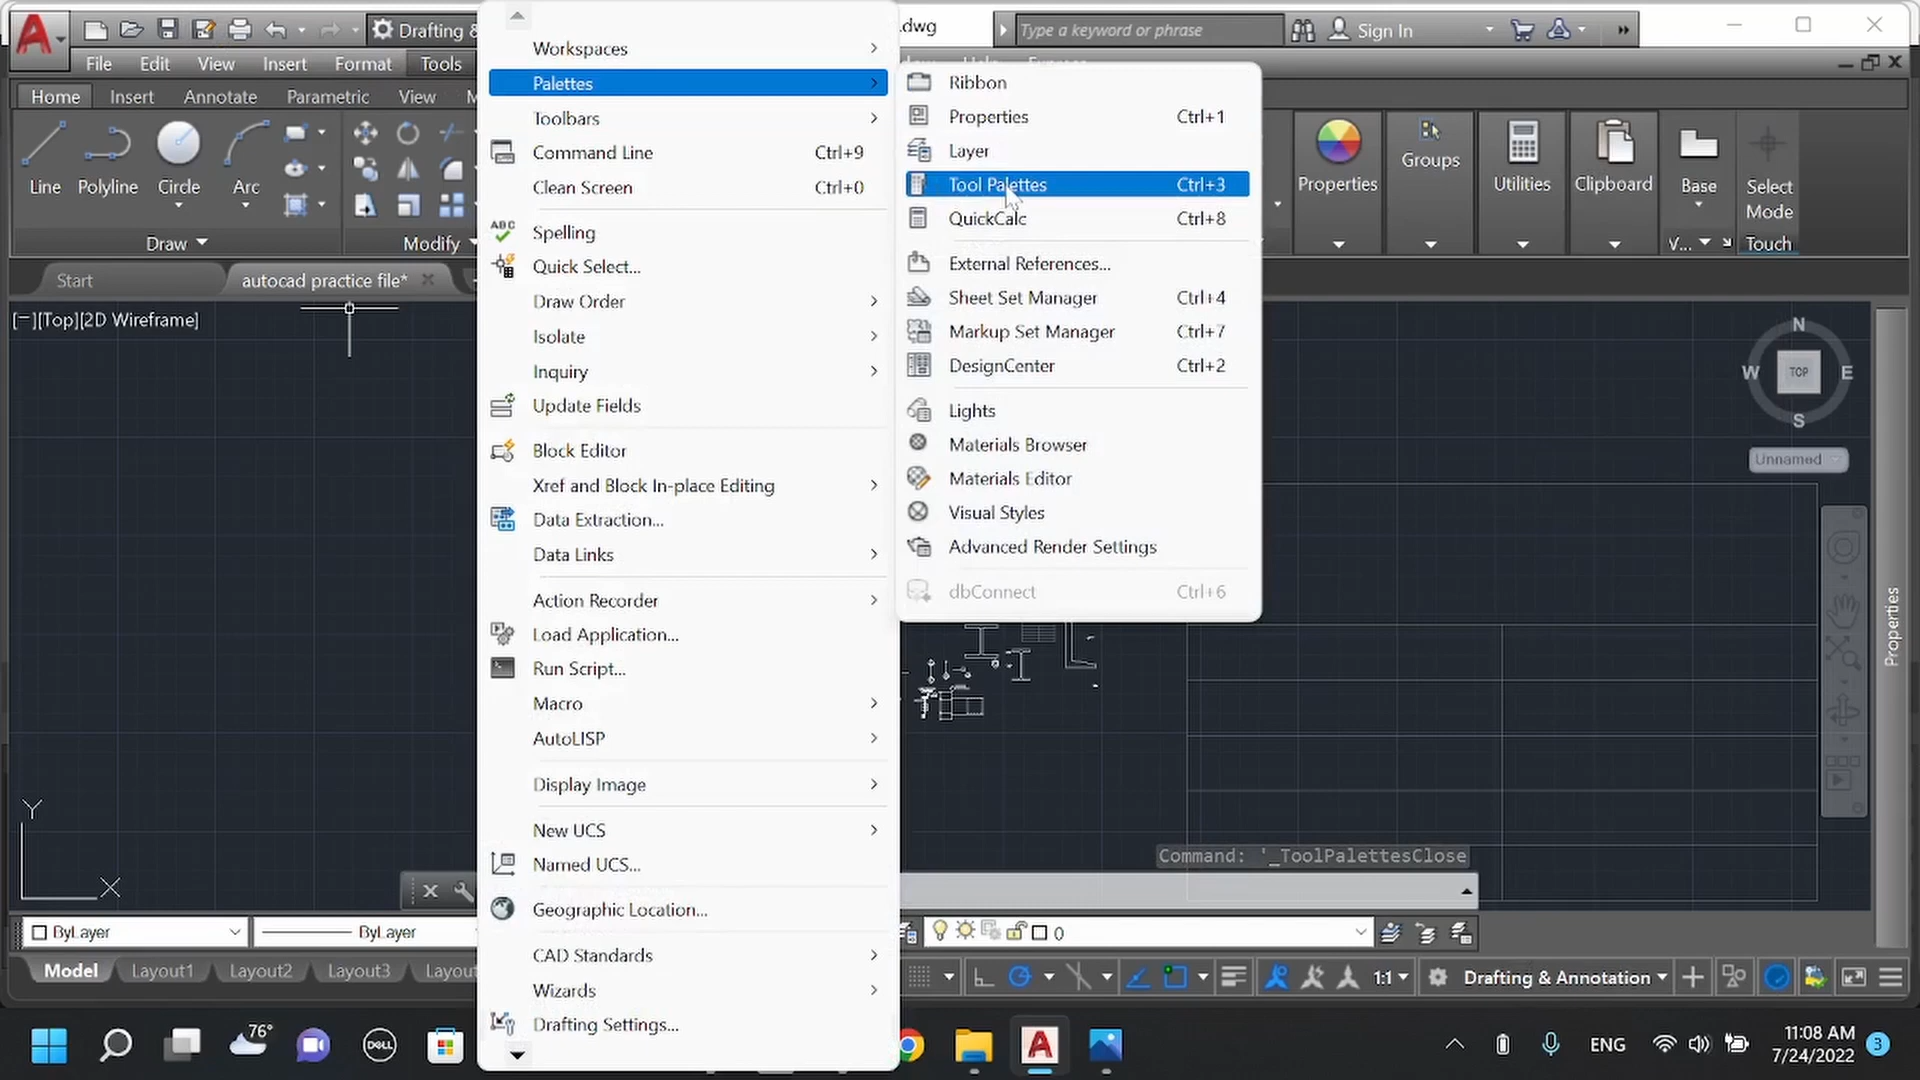 Drafting &
.dwg
Type a keyword or phrase
Sign In
File
Edit
View
Insert
Format
Tools
Home
Insert
Annotate
Parametric
View
Line
Polyline
Circle
Arc
Draw
Modify
Properties
Groups
Utilities
Clipboard
Base
V...
Select
Mode
Touch
Start
autocad practice file*
[−][Top][2D Wireframe]
Workspaces
Palettes
Toolbars
Command Line Ctrl+9
Clean Screen Ctrl+0
ABC
Spelling
Quick Select...
Draw Order
Isolate
Inquiry
Update Fields
Block Editor
Xref and Block In-place Editing
Data Extraction...
Data Links
Action Recorder
Load Application...
Run Script...
Macro
AutoLISP
Display Image
New UCS
Named UCS...
Geographic Location...
CAD Standards
Wizards
Drafting Settings...
Ribbon
Properties Ctrl+1
Layer
Tool Palettes Ctrl+3
QuickCalc Ctrl+8
External References...
Sheet Set Manager Ctrl+4
Markup Set Manager Ctrl+7
DesignCenter Ctrl+2
Lights
Materials Browser
Materials Editor
Visual Styles
Advanced Render Settings
dbConnect Ctrl+6
N
W
TOP
E
S
Unnamed
Properties
Y
X
Command: '_ToolPalettesClose
ByLayer
ByLayer
0
Model
Layout1
Layout2
Layout3
Layou
1:1
Drafting & Annotation
76°
DELL
ENG
11:08 AM
7/24/2022
3